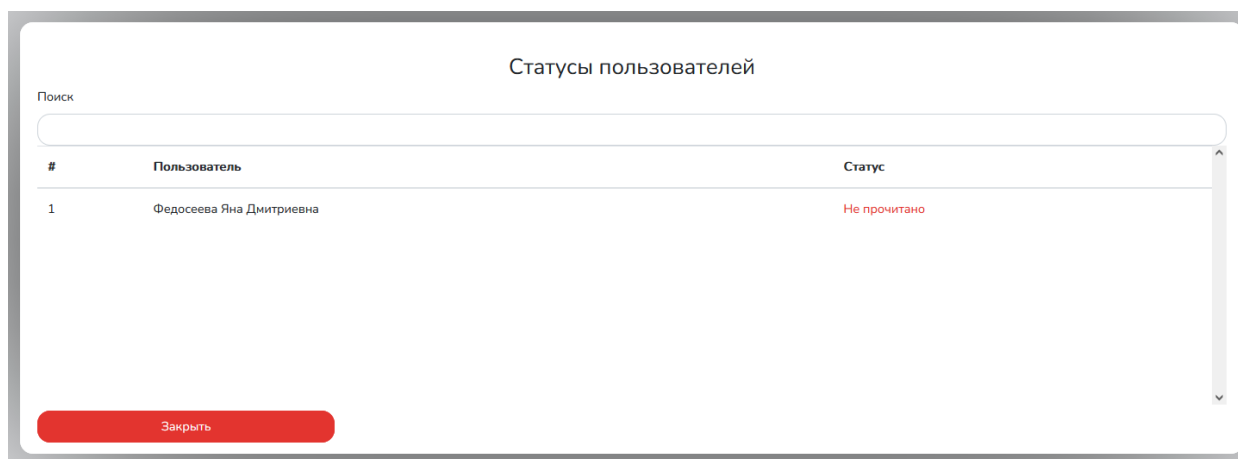 Статусы пользователей
Поиск
# Пользователь Статус
1 Федосеева Яна Дмитриевна Не прочитано
Закрыть